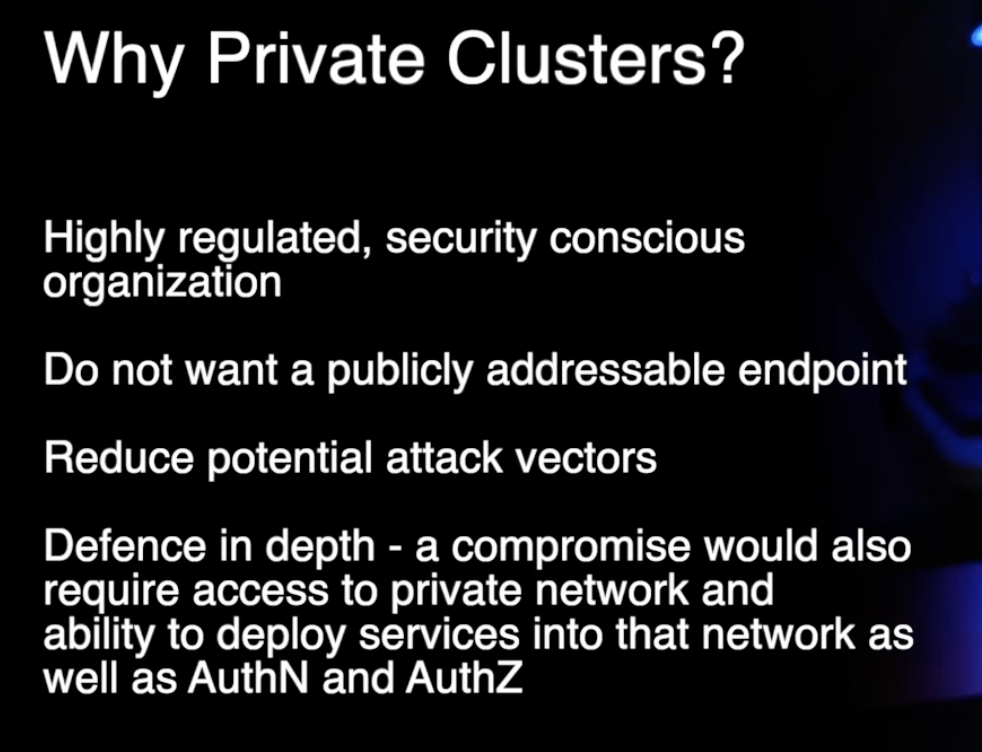 Why Private Clusters?
Highly regulated, security conscious
organization
Do not want a publicly addressable endpoint
Reduce potential attack vectors
Defence in depth - a compromise would also
require access to private network and
ability to deploy services into that network as
well as AuthN and AuthZ